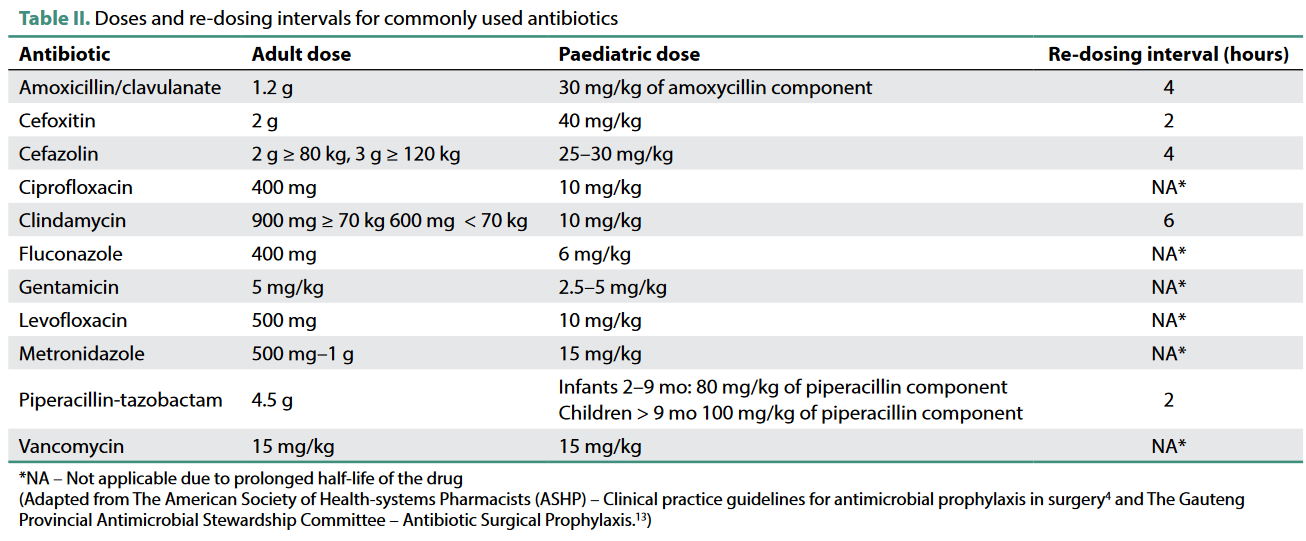 Table II. Doses and re-dosing intervals for commonly used antibiotics
Antibiotic Adult dose Paediatric dose Re-dosing interval (hours)
Amoxicillin/clavulanate 1.2 g 30 mg/kg of amoxycillin component 4
Cefoxitin 2 g 40 mg/kg 2
Cefazolin 2 g ≥ 80 kg, 3 g ≥ 120 kg 25–30 mg/kg 4
Ciprofloxacin 400 mg 10 mg/kg NA*
Clindamycin 900 mg ≥ 70 kg 600 mg < 70 kg 10 mg/kg 6
Fluconazole 400 mg 6 mg/kg NA*
Gentamicin 5 mg/kg 2.5–5 mg/kg NA*
Levofloxacin 500 mg 10 mg/kg NA*
Metronidazole 500 mg–1 g 15 mg/kg NA*
Piperacillin-tazobactam 4.5 g Infants 2–9 mo: 80 mg/kg of piperacillin component 2
Children > 9 mo 100 mg/kg of piperacillin component
Vancomycin 15 mg/kg 15 mg/kg NA*
*NA – Not applicable due to prolonged half-life of the drug
(Adapted from The American Society of Health-systems Pharmacists (ASHP) – Clinical practice guidelines for antimicrobial prophylaxis in surgery⁴ and The Gauteng
Provincial Antimicrobial Stewardship Committee – Antibiotic Surgical Prophylaxis.¹³)